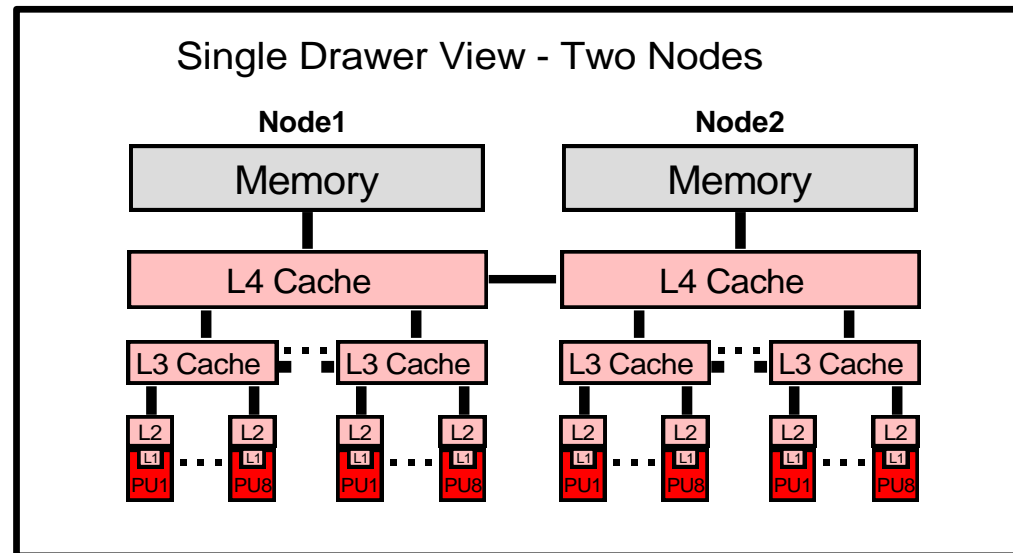 Single Drawer View - Two Nodes
Node1 Node2
Memory Memory
L4 Cache L4 Cache
L3 Cache L3 Cache L3 Cache L3 Cache
L2 L2 L2 L2 L2 L2 L2 L2
L1 L1 L1 L1 L1 L1 L1 L1
PU1 PU8 PU1 PU8 PU1 PU8 PU1 PU8